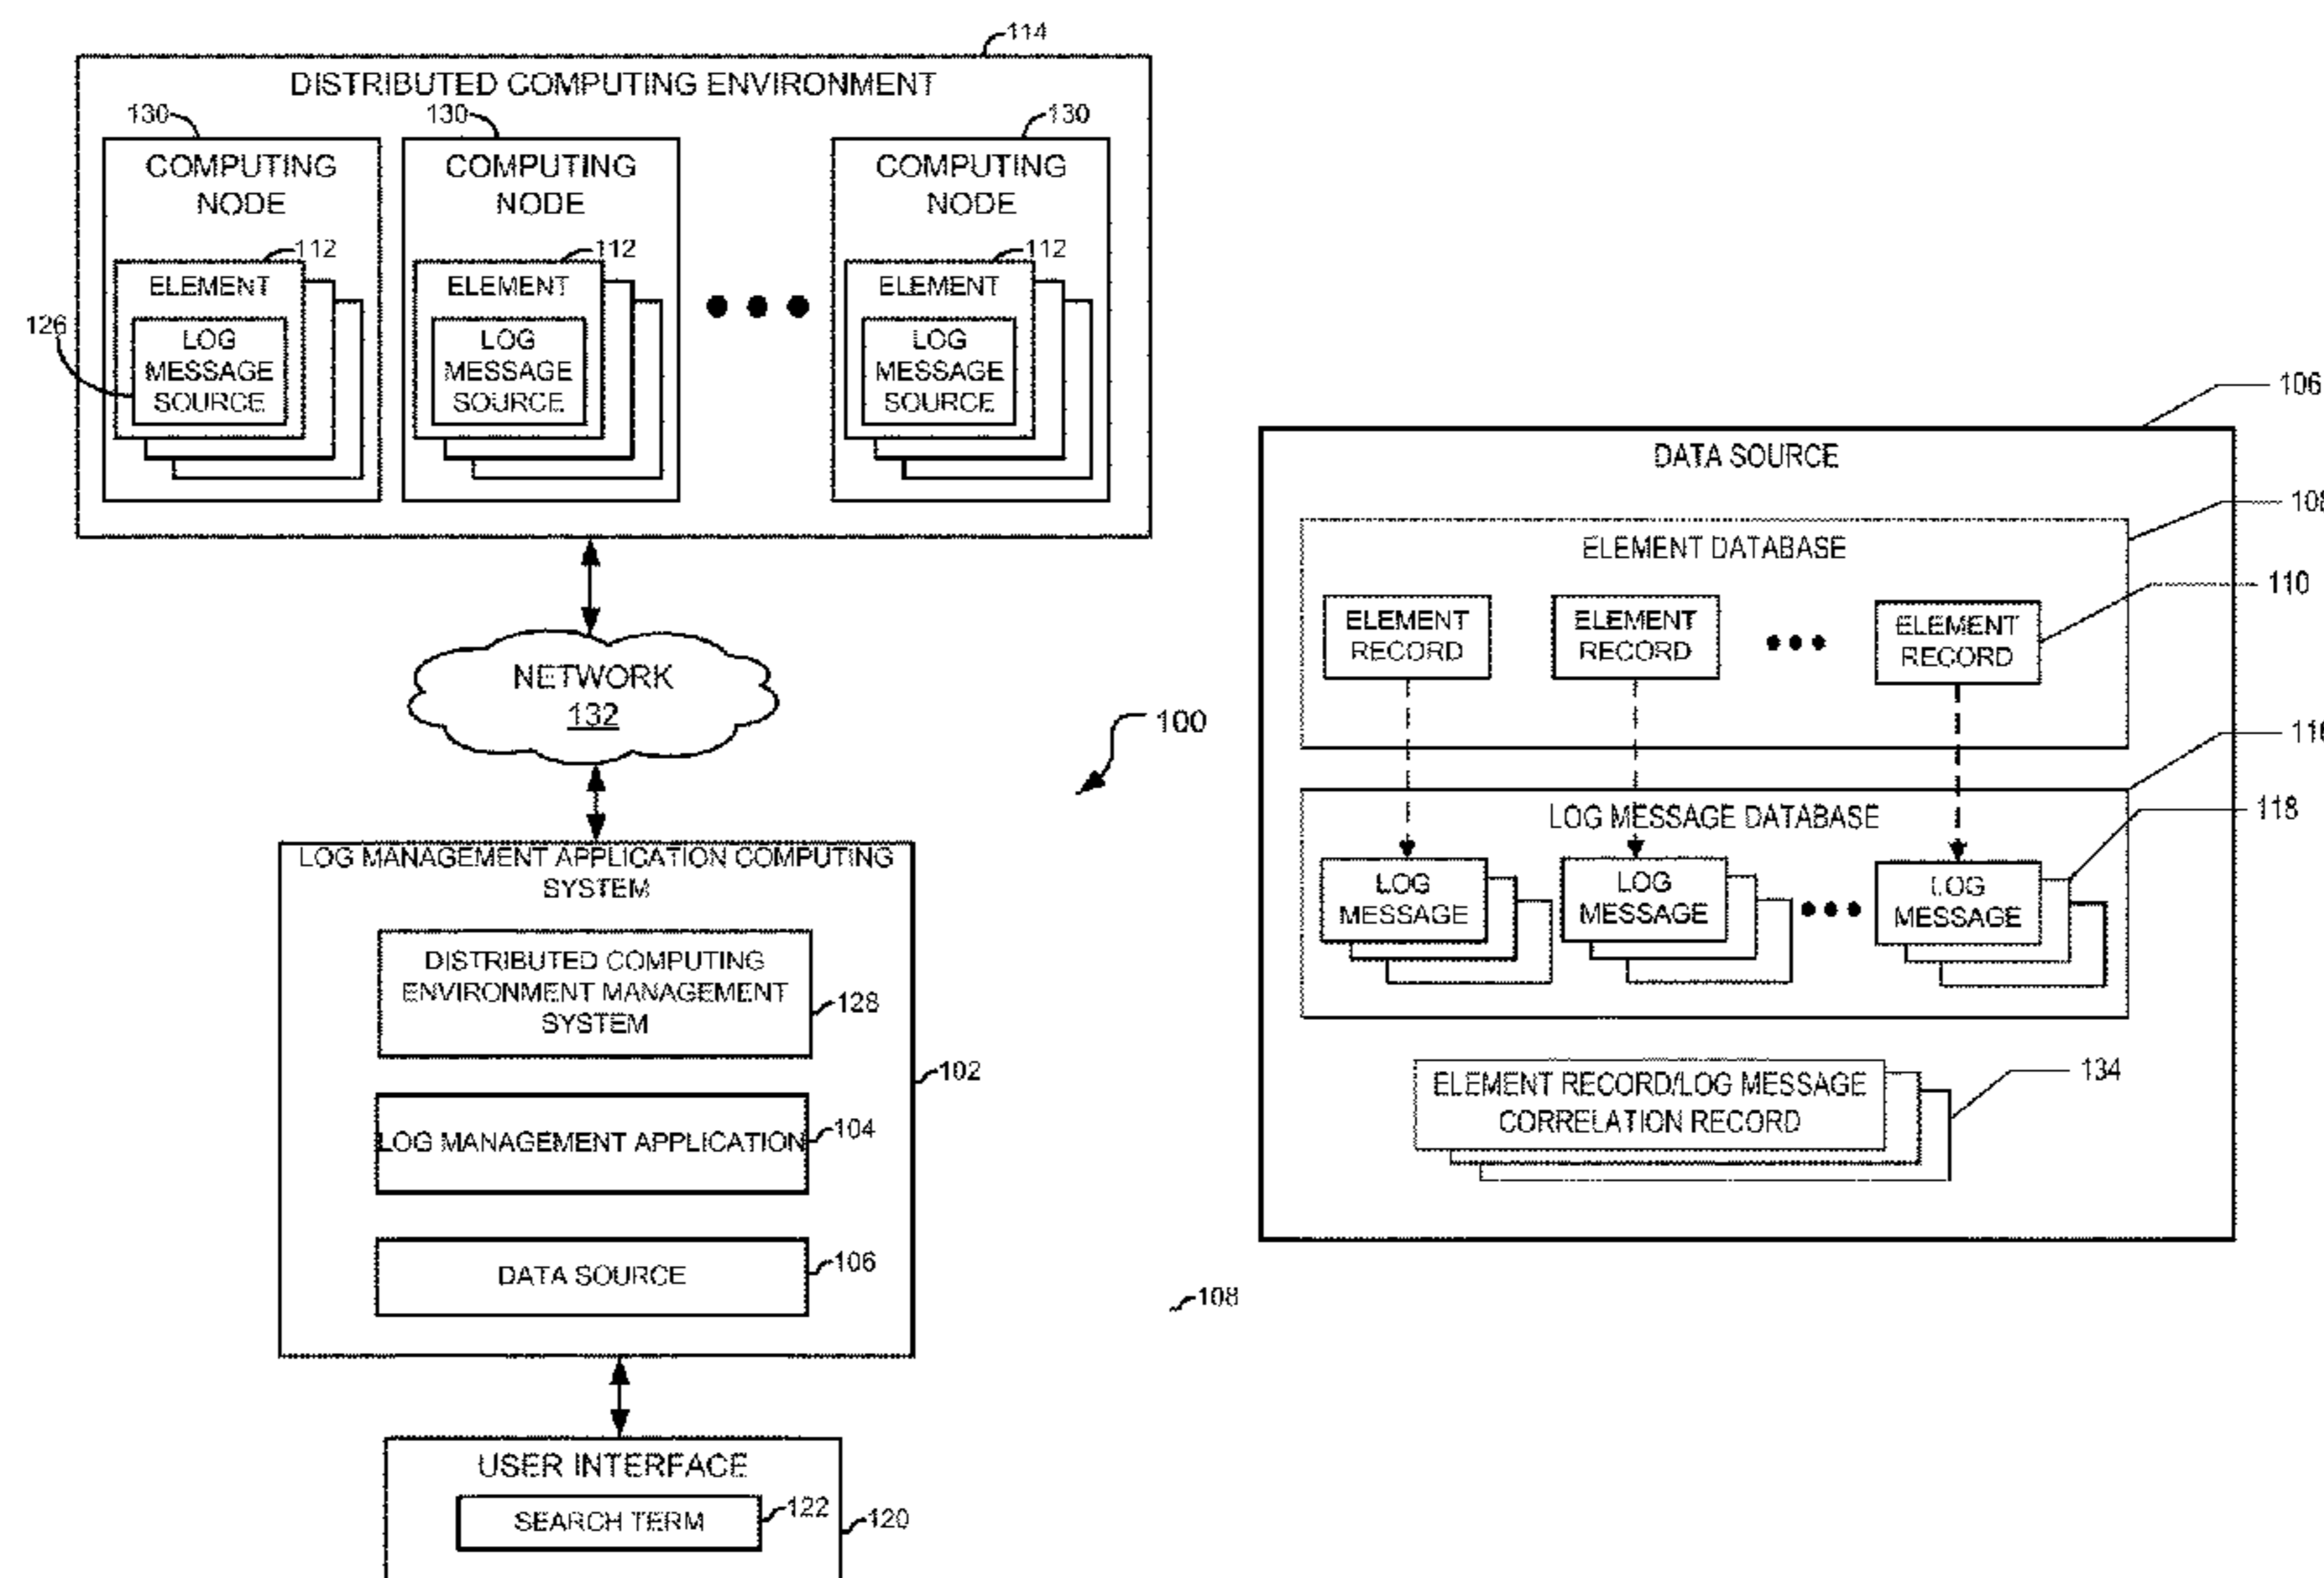 114
DISTRIBUTED COMPUTING ENVIRONMENT
130
130
130
COMPUTING
NODE
COMPUTING
NODE
COMPUTING
NODE
112
112
112
ELEMENT
ELEMENT
ELEMENT
126
LOG
MESSAGE
SOURCE
LOG
MESSAGE
SOURCE
LOG
MESSAGE
SOURCE
NETWORK
132
100
LOG MANAGEMENT APPLICATION COMPUTING
SYSTEM
DISTRIBUTED COMPUTING
ENVIRONMENT MANAGEMENT
SYSTEM
128
102
LOG MANAGEMENT APPLICATION
104
DATA SOURCE
106
108
USER INTERFACE
SEARCH TERM
122
120
106
DATA SOURCE
108
ELEMENT DATABASE
110
ELEMENT
RECORD
ELEMENT
RECORD
ELEMENT
RECORD
116
LOG MESSAGE DATABASE
118
LOG
MESSAGE
LOG
MESSAGE
LOG
MESSAGE
134
ELEMENT RECORD/LOG MESSAGE
CORRELATION RECORD